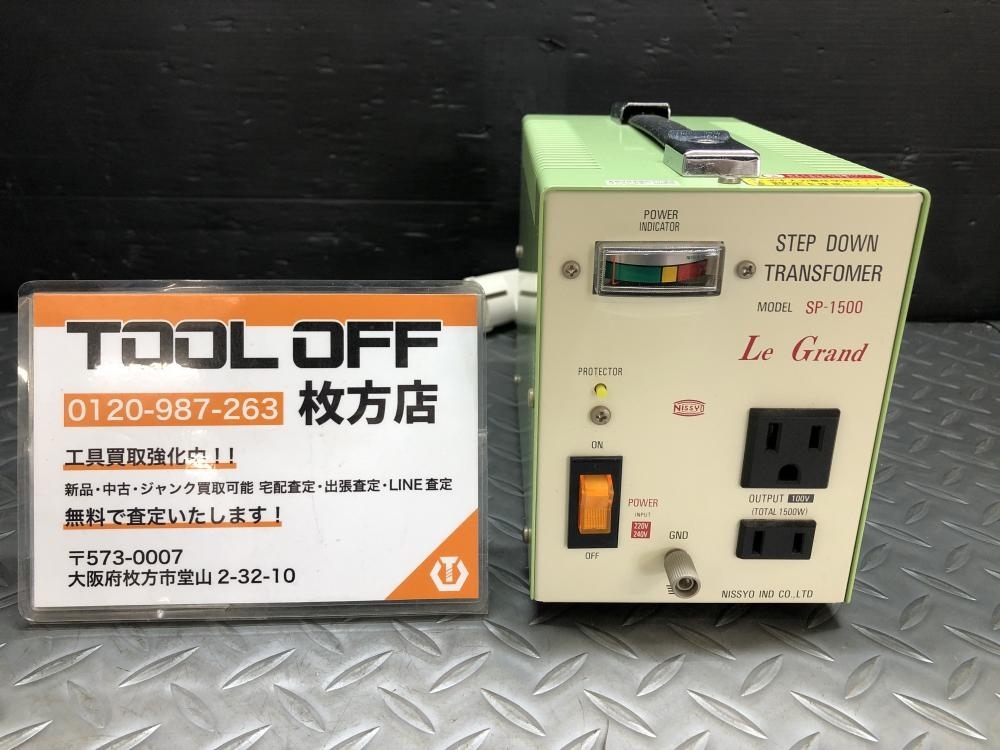 TOOL OFF
0120-987-263 枚方店
工具買取強化中!!
新品・中古・ジャンク買取可能 宅配査定・出張査定・LINE査定
無料で査定いたします!
〒573-0007
大阪府枚方市堂山 2-32-10
POWER
INDICATOR
STEP DOWN
TRANSFOMER
MODEL SP-1500
Le Grand
PROTECTOR
NISSYO
ON
POWER
INPUT
220V
240V
OFF
GND
OUTPUT 100V
(TOTAL 1500W)
NISSYO IND CO.,LTD